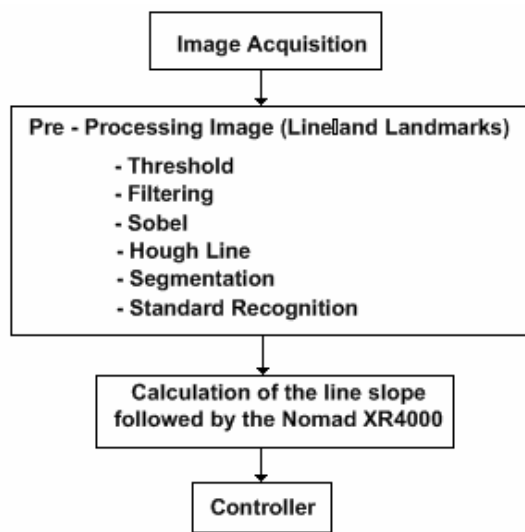 Image Acquisition
Pre - Processing Image (Line▯and Landmarks)
- Threshold
- Filtering
- Sobel
- Hough Line
- Segmentation
- Standard Recognition
Calculation of the line slope
followed by the Nomad XR4000
Controller